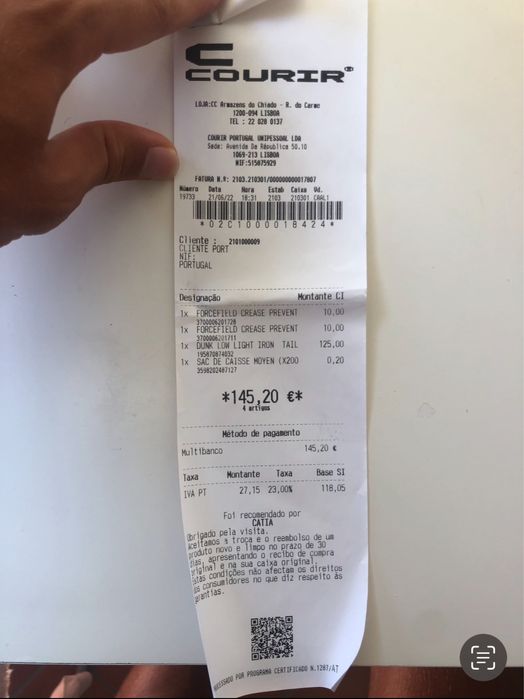 COURIR
LOJA:CC Armazens do Chiado - R. do Carmo
1200-094 LISBOA
TEL : 22 028 0137
COURIR PORTUGAL UNIPESSOAL LDA
Sede: Avenida Da Républica 50.10
1069-213 LISBOA
NIF:515075929
FATURA N.º: 2103.210301/000000000017807
Número Data Hora Estab Caixa Vd.
19733 21/05/22 18:31 2103 210301 CAAL1
*02C1000018424*
Cliente : 2101000009
CLIENTE PORT
NIF:
PORTUGAL
Designação Montante CI
1x FORCEFIELD CREASE PREVENT 10,00
3700006201728
1x FORCEFIELD CREASE PREVENT 10,00
3700006201711
1x DUNK LOW LIGHT IRON TAIL 125,00
195870874032
1x SAC DE CAISSE MOYEN (X200 0,20
3598202487127
*145,20 €*
4 artigos
Método de pagamento
Multibanco 145,20 €
Taxa Montante Taxa Base SI
IVA PT 27,15 23,00% 118,05
Foi recomendado por
CATIA
Obrigado pela visita.
Aceitamos a troca e o reembolso de um
produto novo e limpo no prazo de 30
dias, apresentando o recibo de compra
original e na sua caixa original.
Estas condições não afectam os direitos
dos consumidores no que diz respeito às
garantias.
PROCESSADO POR PROGRAMA CERTIFICADO N.1287/AT